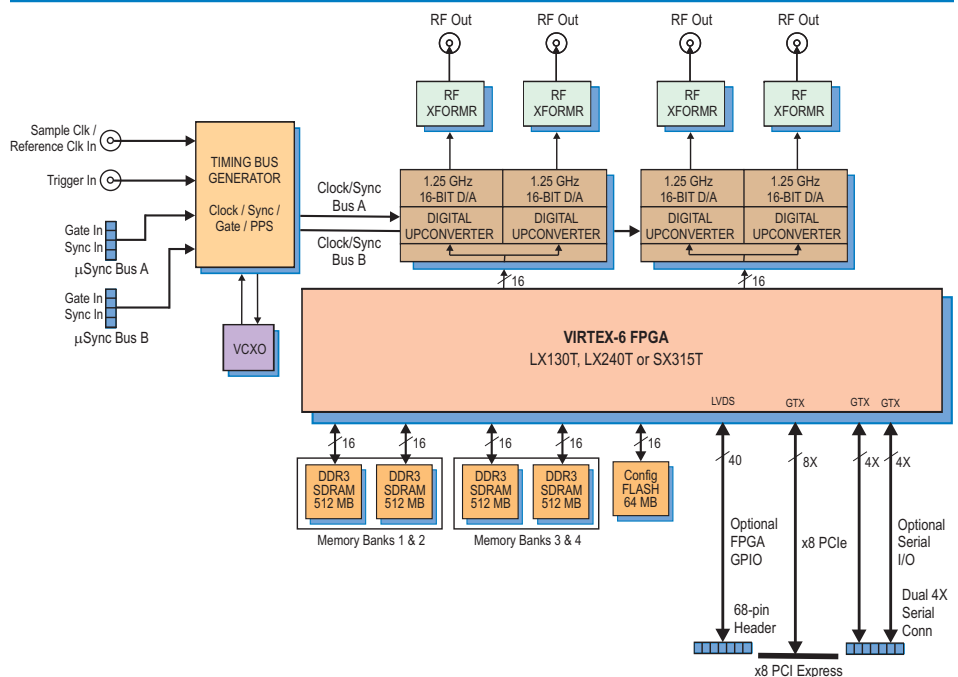 RF Out
RF Out
RF Out
RF Out
RF
XFORMR
RF
XFORMR
RF
XFORMR
RF
XFORMR
Sample Clk /
Reference Clk In
Trigger In
Gate In
Sync In
μSync Bus A
Gate In
Sync In
μSync Bus B
TIMING BUS
GENERATOR
Clock / Sync /
Gate / PPS
VCXO
Clock/Sync
Bus A
Clock/Sync
Bus B
1.25 GHz
16-BIT D/A
1.25 GHz
16-BIT D/A
DIGITAL
UPCONVERTER
DIGITAL
UPCONVERTER
1.25 GHz
16-BIT D/A
1.25 GHz
16-BIT D/A
DIGITAL
UPCONVERTER
DIGITAL
UPCONVERTER
16
16
VIRTEX-6 FPGA
LX130T, LX240T or SX315T
LVDS
GTX
GTX
GTX
16
16
16
16
16
40
8X
4X
4X
DDR3
SDRAM
512 MB
DDR3
SDRAM
512 MB
DDR3
SDRAM
512 MB
DDR3
SDRAM
512 MB
Config
FLASH
64 MB
Memory Banks 1 & 2
Memory Banks 3 & 4
Optional
FPGA
GPIO
x8 PCIe
Optional
Serial
I/O
68-pin
Header
Dual 4X
Serial
Conn
x8 PCI Express